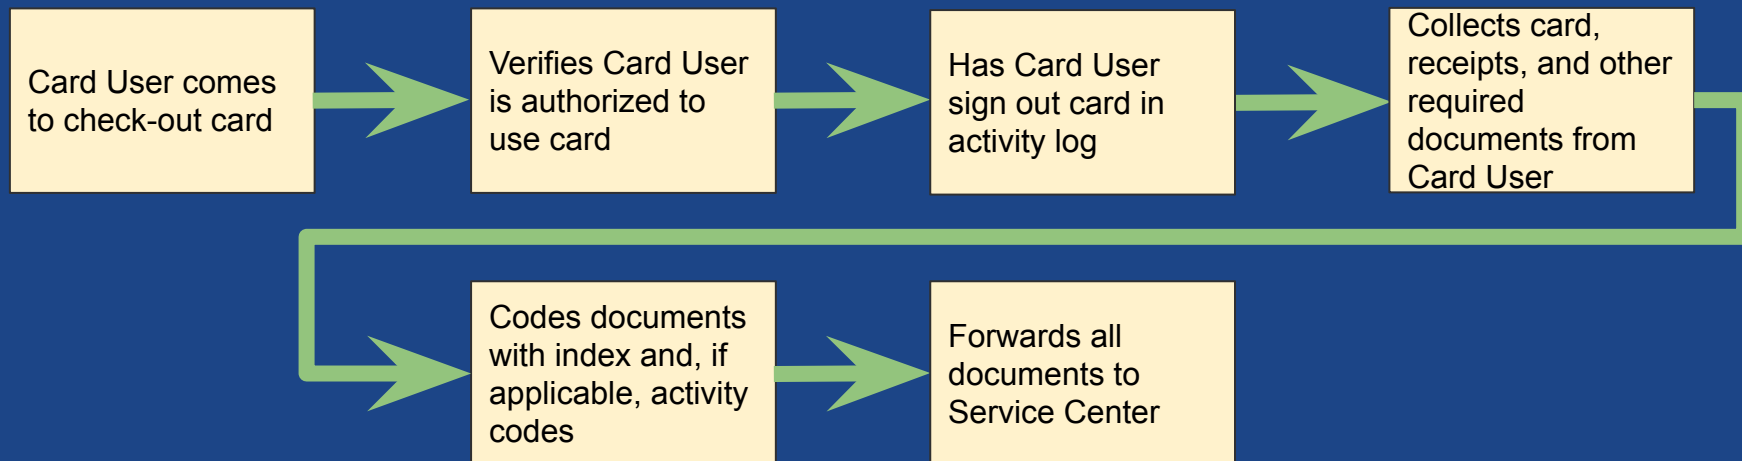 Card User comes
to check-out card
Verifies Card User
is authorized to
use card
Has Card User
sign out card in
activity log
Collects card,
receipts, and other
required
documents from
Card User
Codes documents
with index and, if
applicable, activity
codes
Forwards all
documents to
Service Center